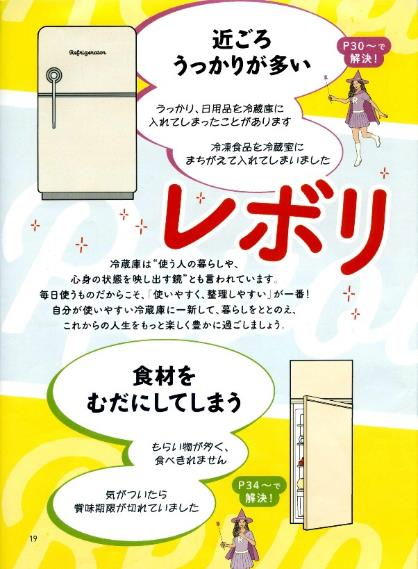 Refrigerator
近ごろ
うっかりが多い
P30～で
解決！
うっかり、日用品を冷蔵庫に
入れてしまったことがあります
冷凍食品を冷蔵室に
まちがえて入れてしまいました
レボリ
冷蔵庫は“使う人の暮らしや、
心身の状態を映し出す鏡”とも言われています。
毎日使うものだからこそ、「使いやすく、整理しやすい」が一番！
自分が使いやすい冷蔵庫に一新して、暮らしをととのえ、
これからの人生をもっと楽しく豊かに過ごしましょう。
食材を
むだにしてしまう
もらい物が多く、
食べきれません
気がついたら
賞味期限が切れていました
P34～で
解決！
19